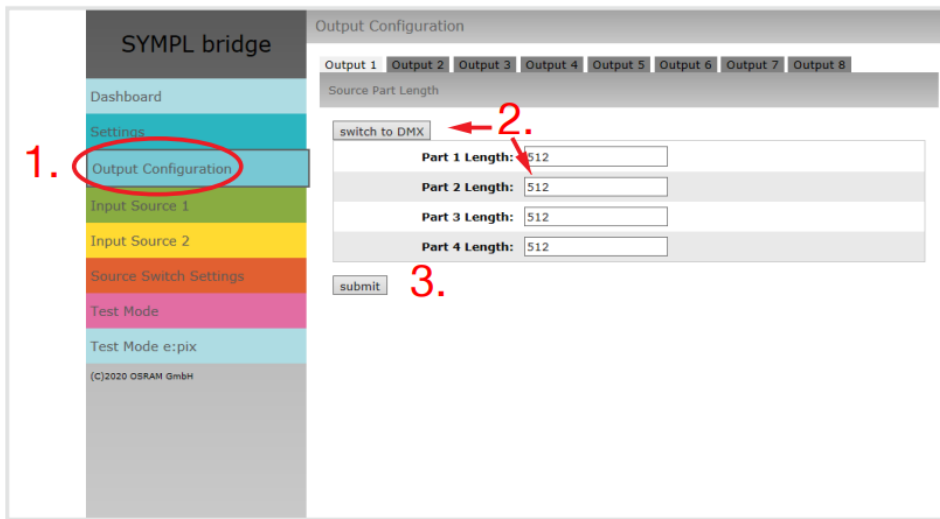 SYMPL bridge
Dashboard
Settings
1.
Output Configuration
Input Source 1
Input Source 2
Source Switch Settings
Test Mode
Test Mode e:pix
(C)2020 OSRAM GmbH
Output Configuration
Output 1 Output 2 Output 3 Output 4 Output 5 Output 6 Output 7 Output 8
Source Part Length
switch to DMX 2.
Part 1 Length: 512
Part 2 Length: 512
Part 3 Length: 512
Part 4 Length: 512
submit 3.